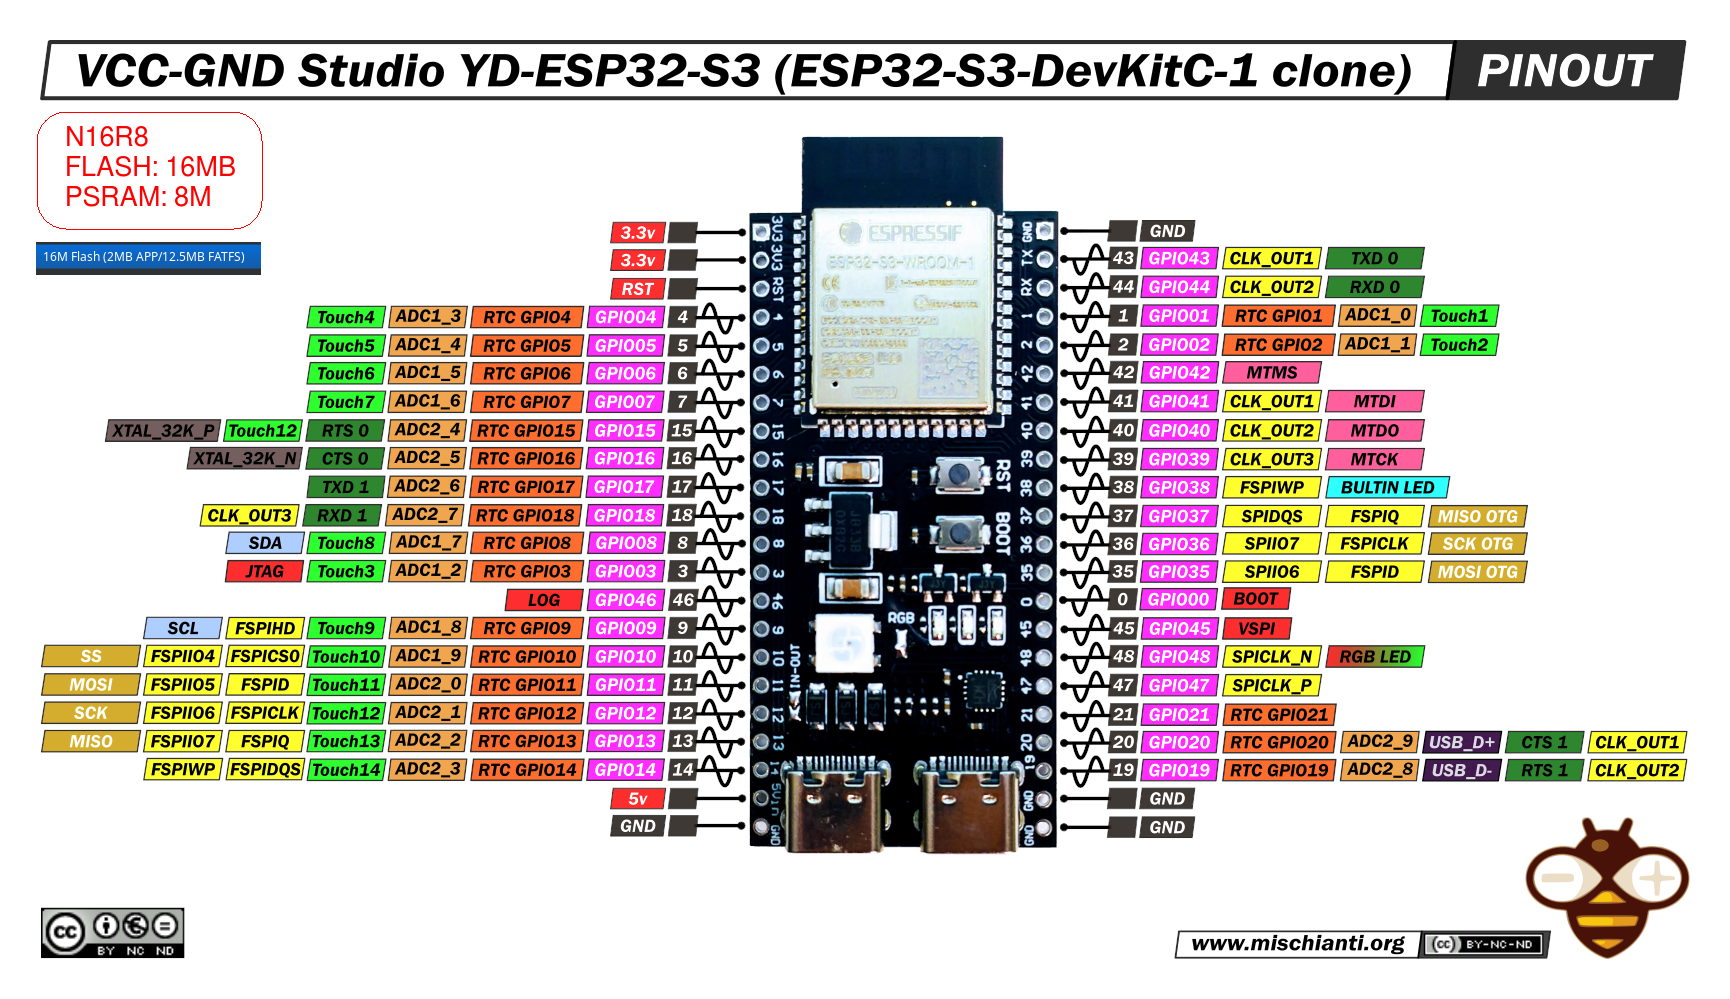 VCC-GND Studio YD-ESP32-S3 (ESP32-S3-DevKitC-1 clone) PINOUT
N16R8
FLASH: 16MB
PSRAM: 8M
16M Flash (2MB APP/12.5MB FATFS)
3.3v
3.3v
RST
Touch4 ADC1_3 RTC GPIO4 GPIO04 4
Touch5 ADC1_4 RTC GPIO5 GPIO05 5
Touch6 ADC1_5 RTC GPIO6 GPIO06 6
Touch7 ADC1_6 RTC GPIO7 GPIO07 7
XTAL_32K_P Touch12 RTS 0 ADC2_4 RTC GPIO15 GPIO15 15
XTAL_32K_N CTS 0 ADC2_5 RTC GPIO16 GPIO16 16
TXD 1 ADC2_6 RTC GPIO17 GPIO17 17
CLK_OUT3 RXD 1 ADC2_7 RTC GPIO18 GPIO18 18
SDA Touch8 ADC1_7 RTC GPIO8 GPIO08 8
JTAG Touch3 ADC1_2 RTC GPIO3 GPIO03 3
LOG GPIO46 46
SCL FSPIHD Touch9 ADC1_8 RTC GPIO9 GPIO09 9
SS FSPIIO4 FSPICS0 Touch10 ADC1_9 RTC GPIO10 GPIO10 10
MOSI FSPIIO5 FSPID Touch11 ADC2_0 RTC GPIO11 GPIO11 11
SCK FSPIIO6 FSPICLK Touch12 ADC2_1 RTC GPIO12 GPIO12 12
MISO FSPIIO7 FSPIQ Touch13 ADC2_2 RTC GPIO13 GPIO13 13
FSPIWP FSPIDQS Touch14 ADC2_3 RTC GPIO14 GPIO14 14
5v
GND
3V3
3V3
RST
4
5
6
7
15
16
17
18
8
3
46
9
10
11
12
13
14
5Vin
GND
ESPRESSIF
ESP32-S3-WROOM-1
RST
BOOT
RGB
IN-OUT
GND
TX
RX
1
2
42
41
40
39
38
37
36
35
0
45
48
47
21
20
19
GND
GND
GND
43 GPIO43 CLK_OUT1 TXD 0
44 GPIO44 CLK_OUT2 RXD 0
1 GPIO01 RTC GPIO1 ADC1_0 Touch1
2 GPIO02 RTC GPIO2 ADC1_1 Touch2
42 GPIO42 MTMS
41 GPIO41 CLK_OUT1 MTDI
40 GPIO40 CLK_OUT2 MTDO
39 GPIO39 CLK_OUT3 MTCK
38 GPIO38 FSPIWP BULTIN LED
37 GPIO37 SPIDQS FSPIQ MISO OTG
36 GPIO36 SPIIO7 FSPICLK SCK OTG
35 GPIO35 SPIIO6 FSPID MOSI OTG
0 GPIO00 BOOT
45 GPIO45 VSPI
48 GPIO48 SPICLK_N RGB LED
47 GPIO47 SPICLK_P
21 GPIO21 RTC GPIO21
20 GPIO20 RTC GPIO20 ADC2_9 USB_D+ CTS 1 CLK_OUT1
19 GPIO19 RTC GPIO19 ADC2_8 USB_D- RTS 1 CLK_OUT2
GND
GND
cc BY NC ND
www.mischianti.org cc BY-NC-ND